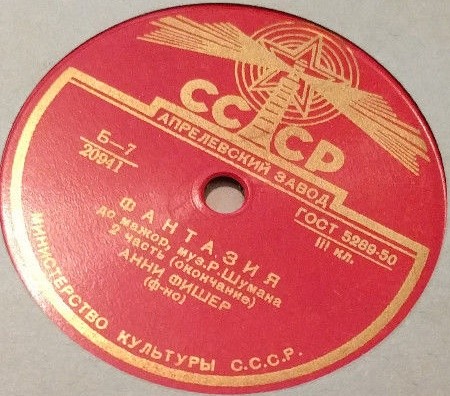 СССР
АПРЕЛЕВСКИЙ ЗАВОД
Б—7
20941
ГОСТ 5289-50
III кл.
ФАНТАЗИЯ
до мажор, муз. Р. Шумана
2 часть (окончание)
АННИ ФИШЕР
(ф-но)
МИНИСТЕРСТВО КУЛЬТУРЫ С.С.С.Р.